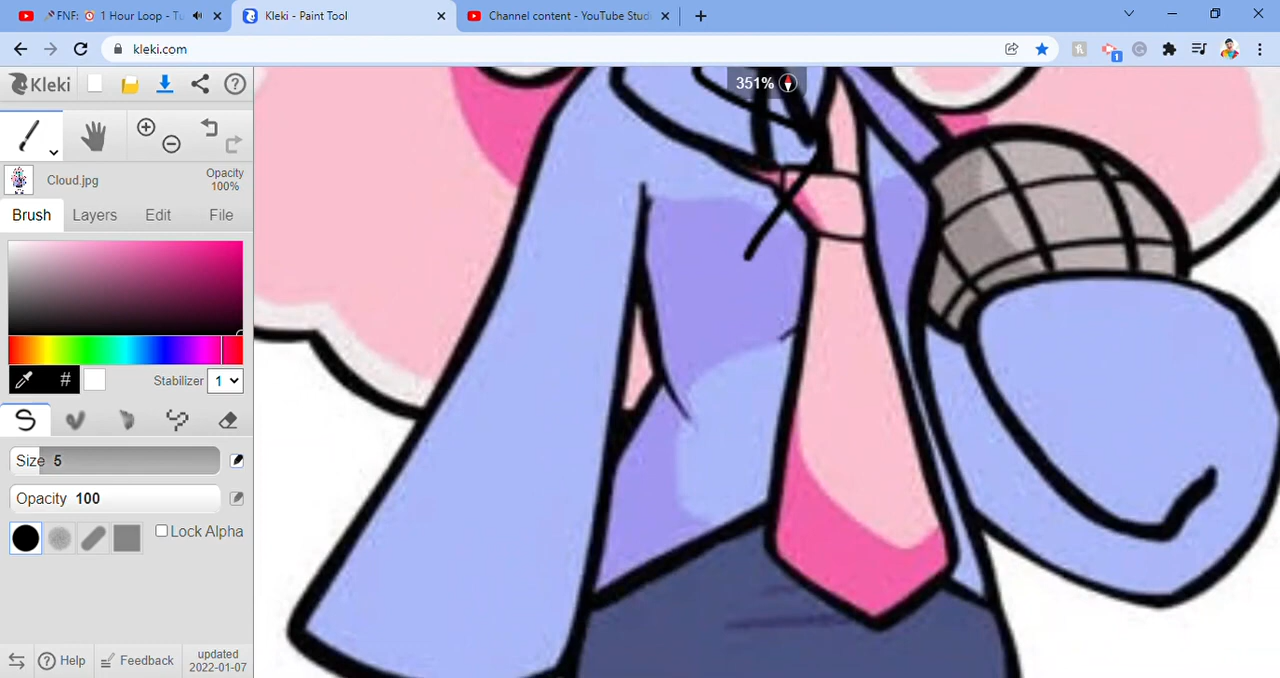 FNF: 1 Hour Loop - Tu
Kleki - Paint Tool
Channel content - YouTube Stud
kleki.com
1
Kleki
351%
Cloud.jpg
Opacity
100%
Brush Layers Edit File
#
Stabilizer 1
Size 5
Opacity 100
Lock Alpha
Help Feedback updated
2022-01-07